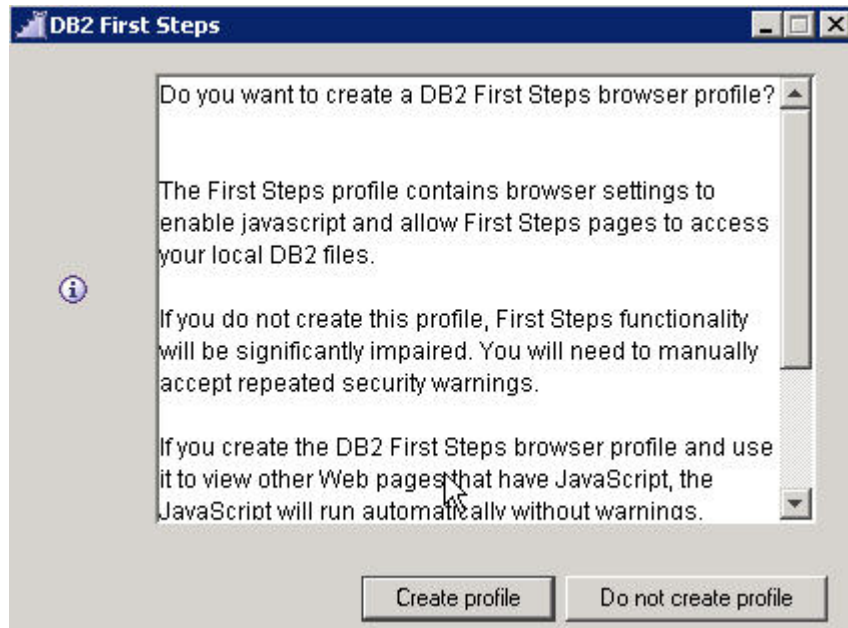 DB2 First Steps
Do you want to create a DB2 First Steps browser profile?
The First Steps profile contains browser settings to
enable javascript and allow First Steps pages to access
your local DB2 files.
If you do not create this profile, First Steps functionality
will be significantly impaired. You will need to manually
accept repeated security warnings.
If you create the DB2 First Steps browser profile and use
it to view other Web pages that have JavaScript, the
JavaScript will run automatically without warnings.
Create profile
Do not create profile